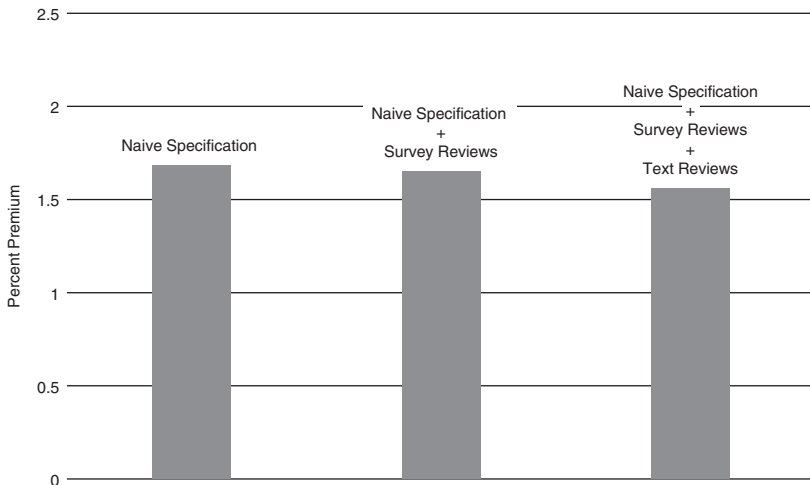 2.5
2
1.5
1
0.5
0
Percent Premium
Naive Specification
Naive Specification
+
Survey Reviews
Naive Specification
+
Survey Reviews
+
Text Reviews